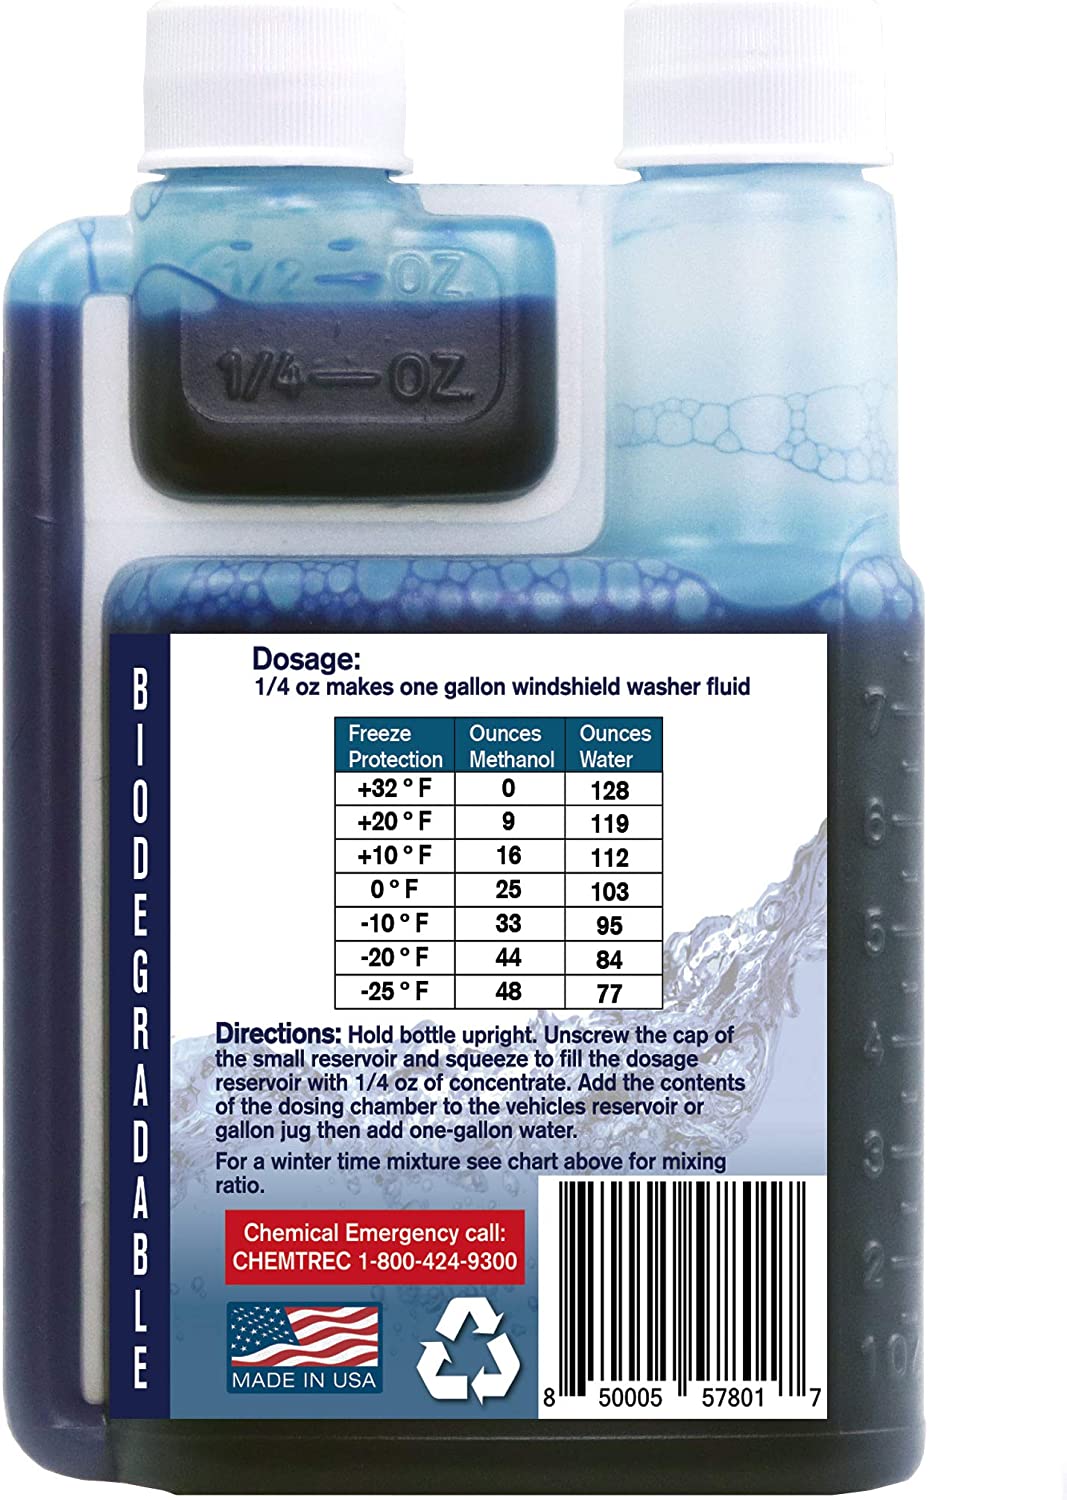 1/2 — OZ.
1/4 — OZ.
BIODEGRADABLE
Dosage:
1/4 oz makes one gallon windshield washer fluid
Freeze Protection Ounces Methanol Ounces Water
+32 ° F 0 128
+20 ° F 9 119
+10 ° F 16 112
0 ° F 25 103
-10 ° F 33 95
-20 ° F 44 84
-25 ° F 48 77
Directions: Hold bottle upright. Unscrew the cap of
the small reservoir and squeeze to fill the dosage
reservoir with 1/4 oz of concentrate. Add the contents
of the dosing chamber to the vehicles reservoir or
gallon jug then add one-gallon water.
For a winter time mixture see chart above for mixing
ratio.
Chemical Emergency call:
CHEMTREC 1-800-424-9300
MADE IN USA
8 50005 57801 7
7
6
5
4
3
2